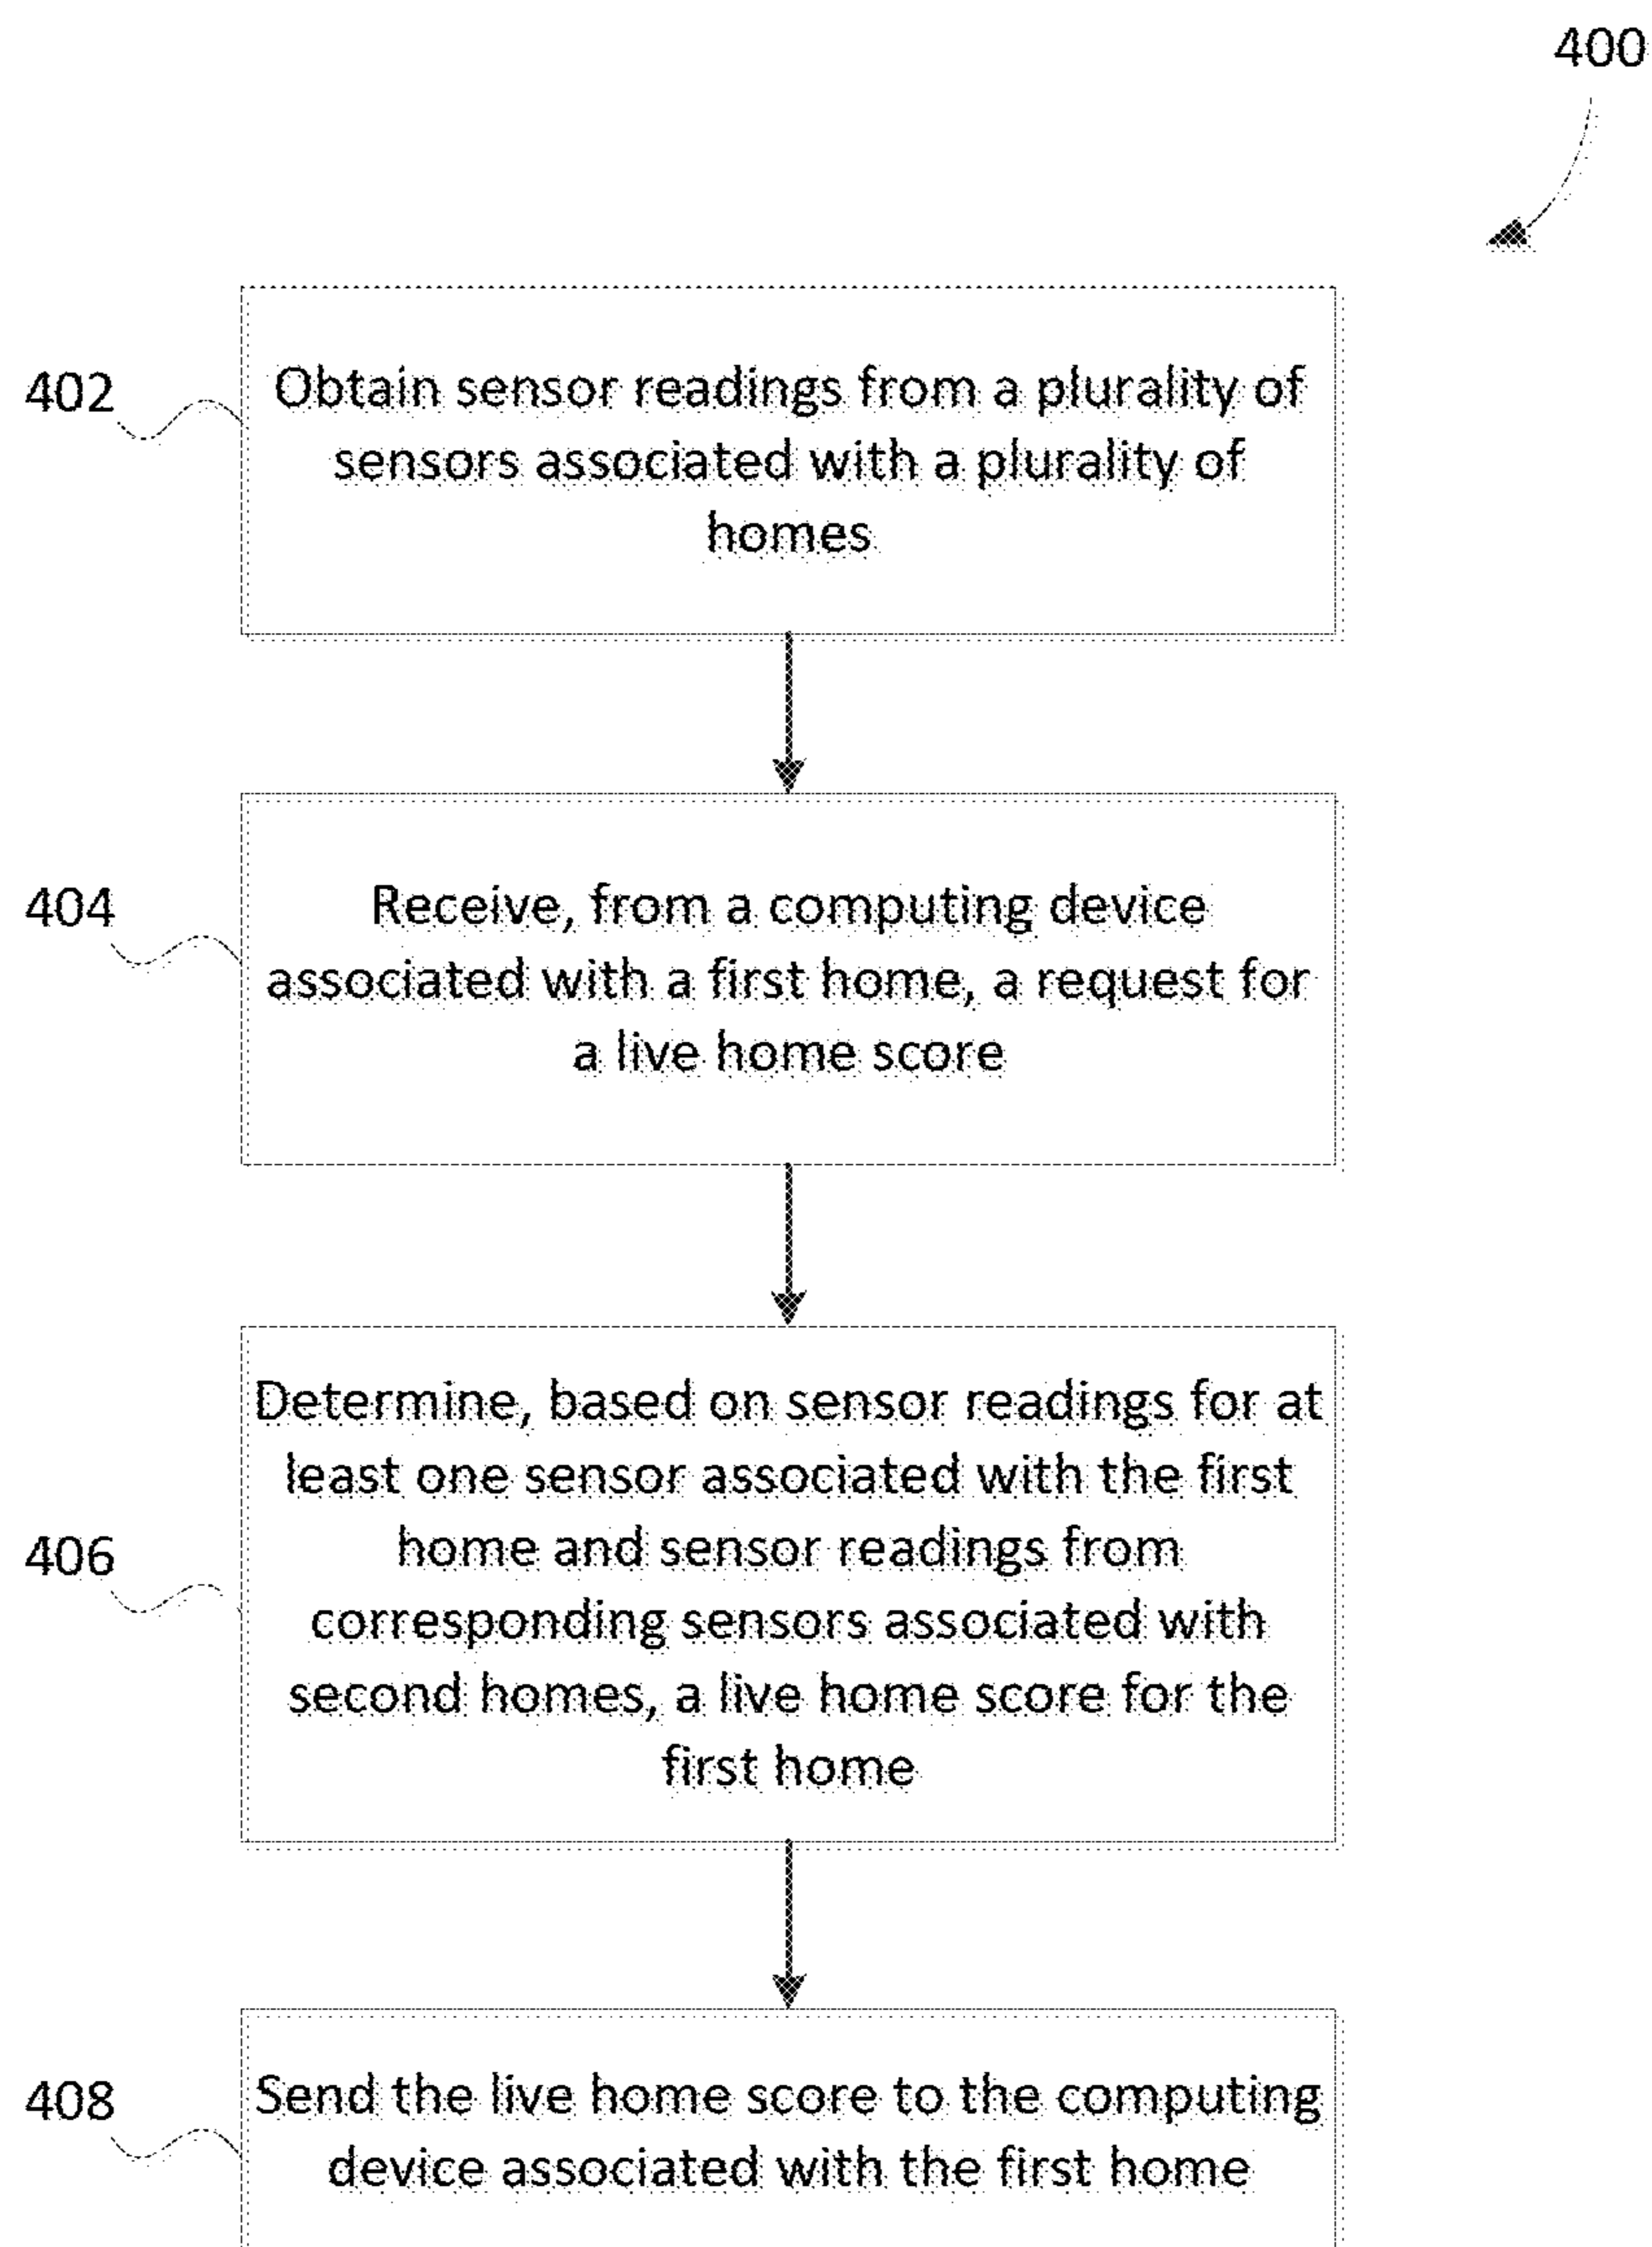 400
402
Obtain sensor readings from a plurality of
sensors associated with a plurality of
homes
404
Receive, from a computing device
associated with a first home, a request for
a live home score
406
Determine, based on sensor readings for at
least one sensor associated with the first
home and sensor readings from
corresponding sensors associated with
second homes, a live home score for the
first home
408
Send the live home score to the computing
device associated with the first home